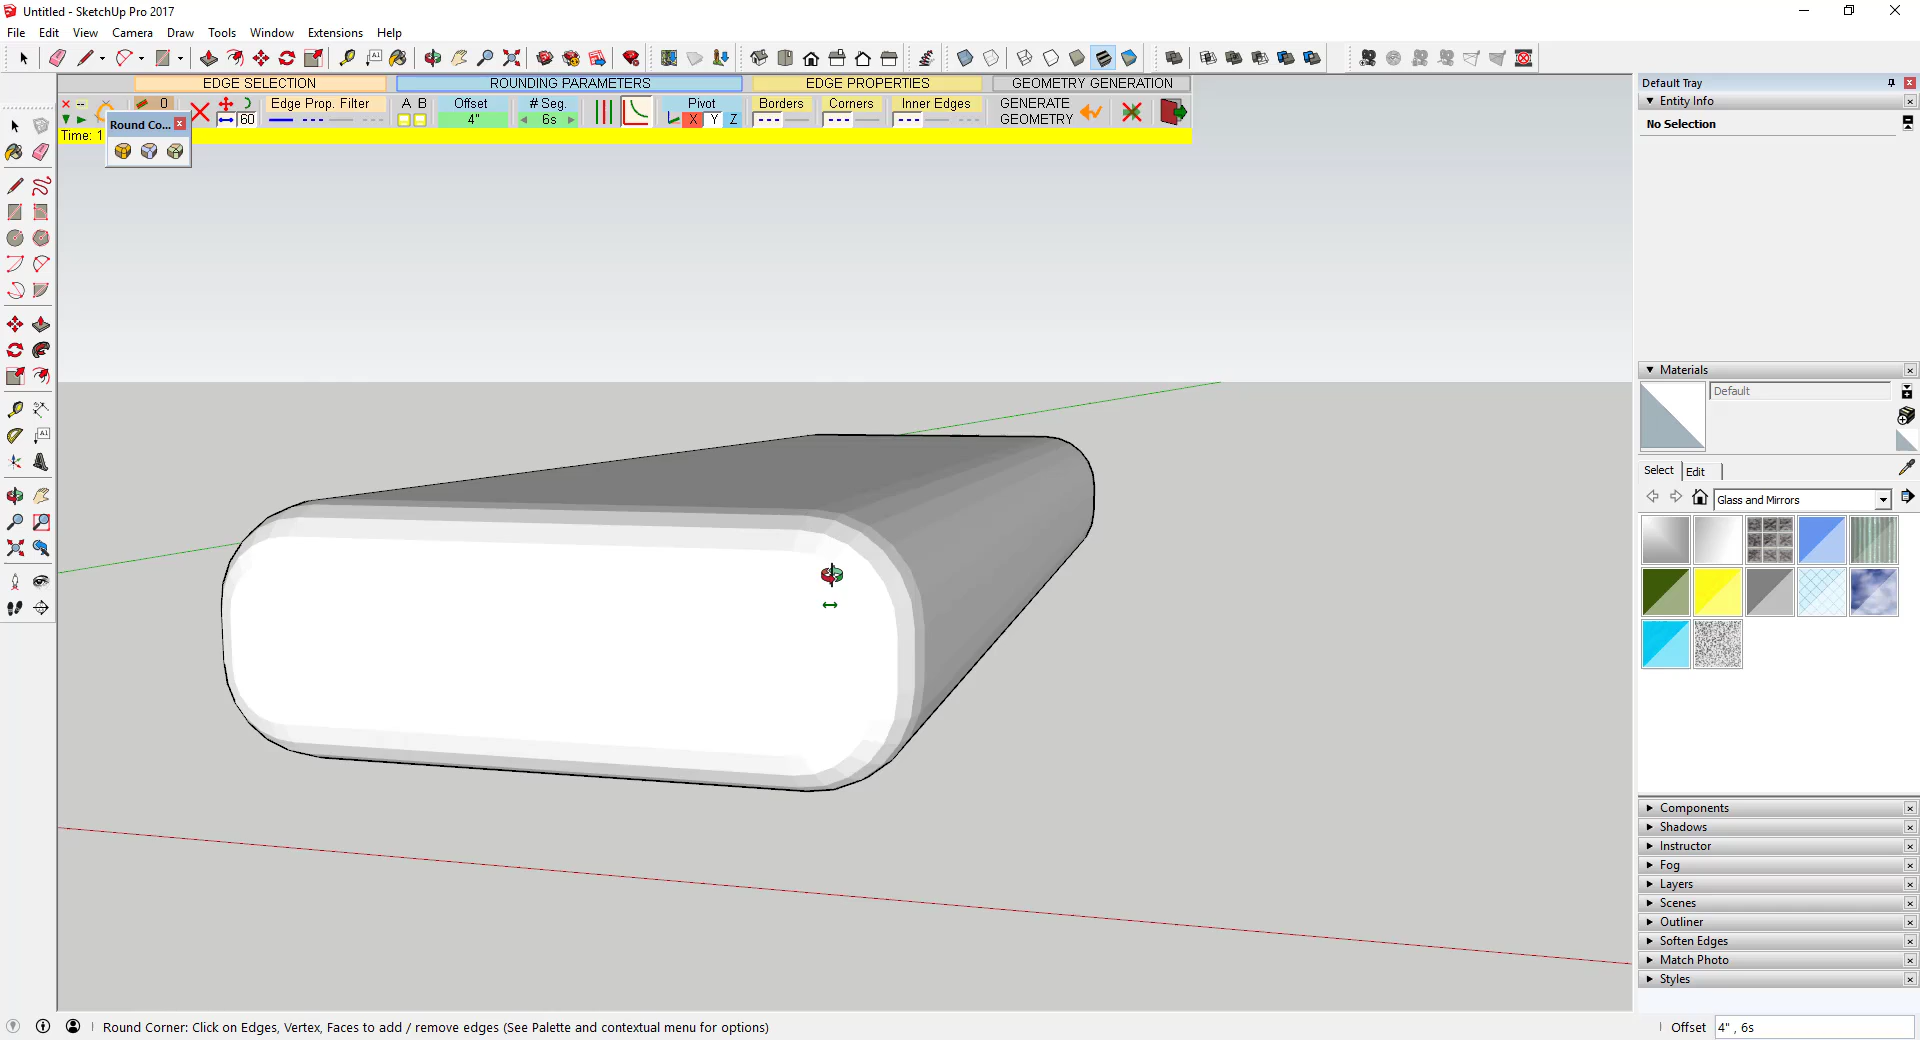 Untitled - SketchUp Pro 2017
File Edit View Camera Draw Tools Window Extensions Help
EDGE SELECTION ROUNDING PARAMETERS EDGE PROPERTIES GEOMETRY GENERATION
0 Edge Prop. Filter A B Offset # Seg. Pivot Borders Corners Inner Edges GENERATE
60 4" 6s X Y Z GEOMETRY
Time: 1
Round Co...
Default Tray
Entity Info
No Selection
Materials
Default
Select Edit
Glass and Mirrors
Components
Shadows
Instructor
Fog
Layers
Scenes
Outliner
Soften Edges
Match Photo
Styles
Round Corner: Click on Edges, Vertex, Faces to add / remove edges (See Palette and contextual menu for options)
Offset 4" , 6s